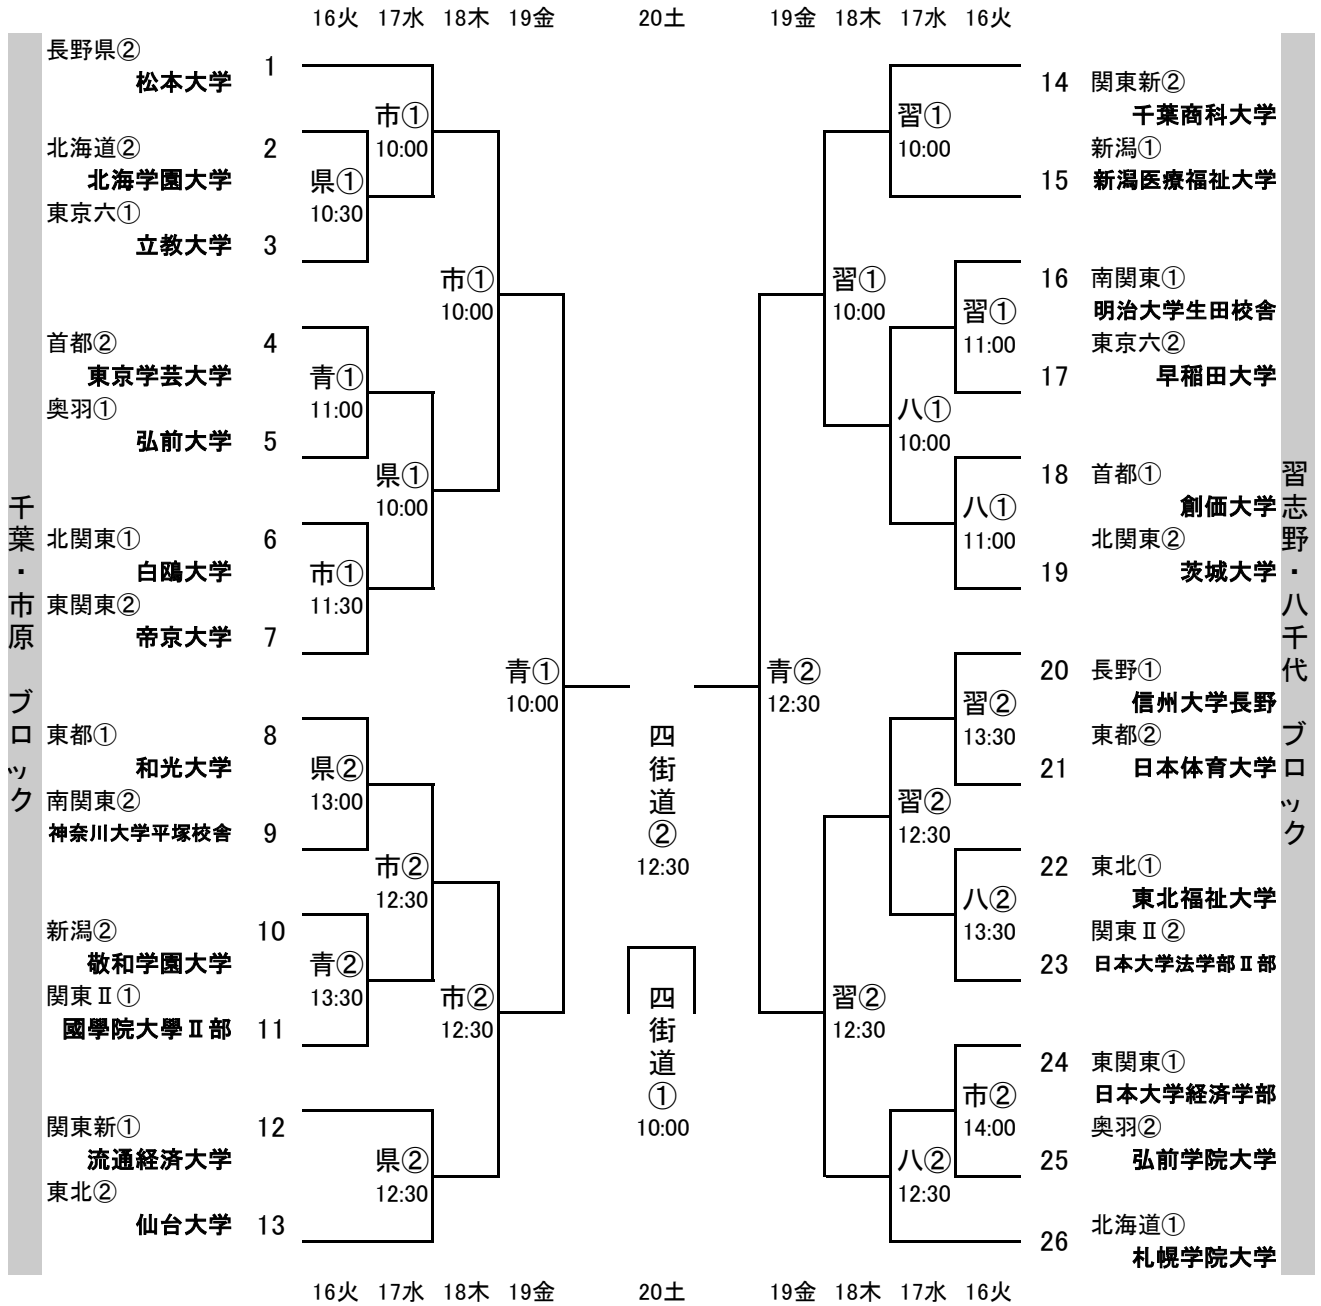 16火 17水 18木 19金 20土 19金 18木 17水 16火
千葉・市原 ブロック
長野県② 1
松本大学
北海道② 2
北海学園大学
東京六①
立教大学 3
首都② 4
東京学芸大学
奥羽①
弘前大学 5
北関東① 6
白鴎大学
東関東②
帝京大学 7
東都① 8
和光大学
南関東②
神奈川大学平塚校舎 9
新潟② 10
敬和学園大学
関東Ⅱ①
國學院大學Ⅱ部 11
関東新① 12
流通経済大学
東北②
仙台大学 13
県①
10:30
青①
11:00
市①
11:30
県②
13:00
青②
13:30
市①
10:00
県①
10:00
市②
12:30
県②
12:30
市①
10:00
市②
12:30
青①
10:00
四街道②
12:30
四街道①
10:00
青②
12:30
習①
10:00
習②
12:30
習①
10:00
八①
10:00
習②
12:30
八②
12:30
習①
11:00
八①
11:00
習②
13:30
八②
13:30
市②
14:00
14 関東新②
千葉商科大学
新潟①
15 新潟医療福祉大学
16 南関東①
明治大学生田校舎
東京六②
17 早稲田大学
18 首都①
創価大学
北関東②
19 茨城大学
20 長野①
信州大学長野
東都②
21 日本体育大学
22 東北①
東北福祉大学
関東Ⅱ②
23 日本大学法学部Ⅱ部
24 東関東①
日本大学経済学部
奥羽②
25 弘前学院大学
北海道①
26 札幌学院大学
習志野・八千代 ブロック
16火 17水 18木 19金 20土 19金 18木 17水 16火